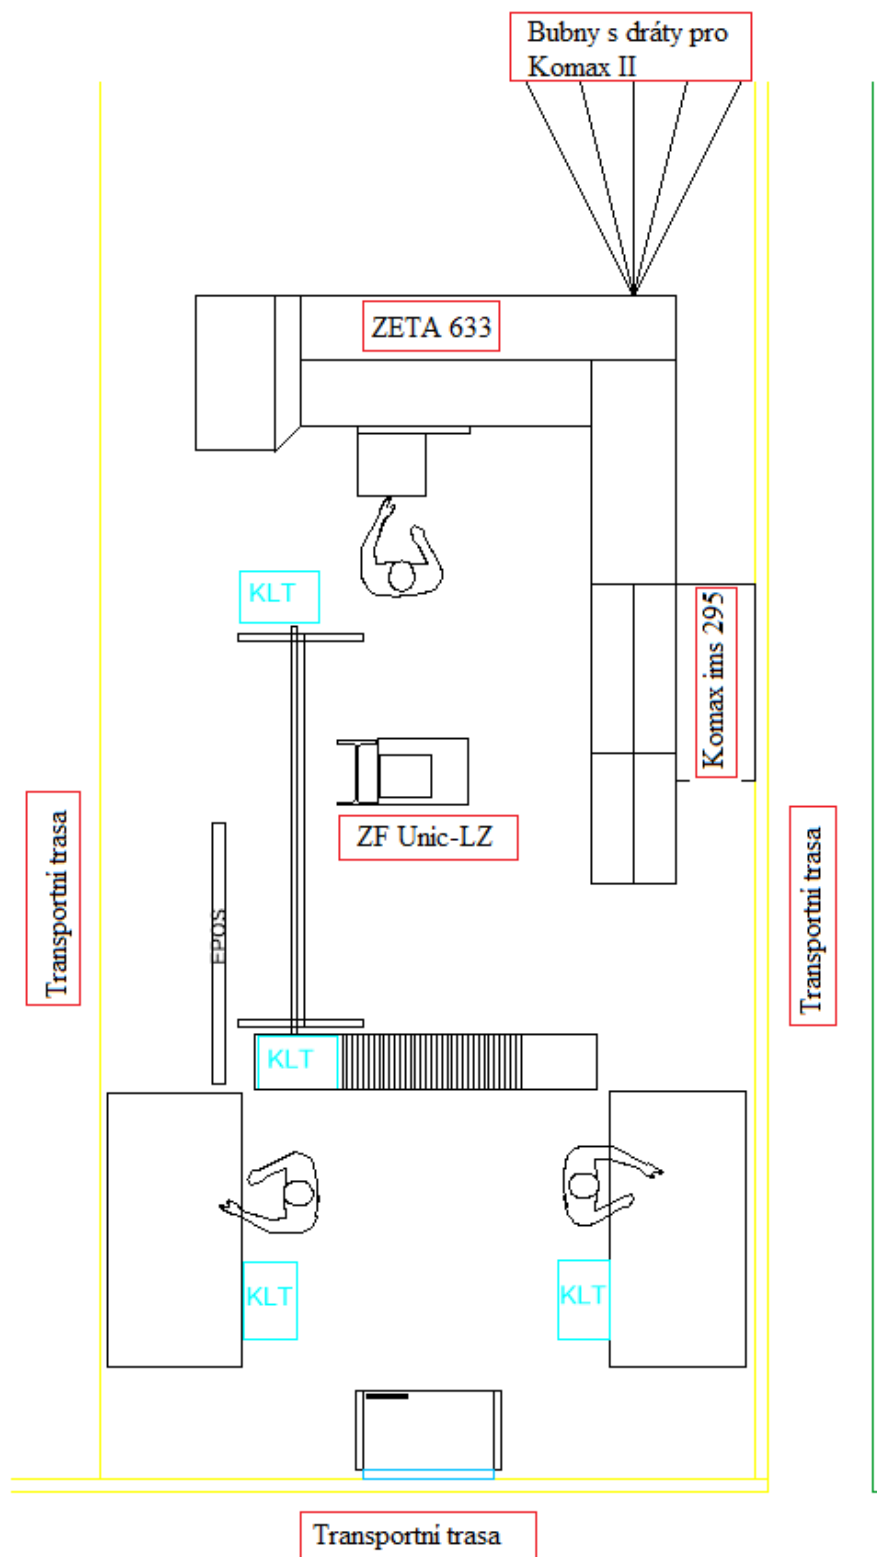 Bubny s dráty pro
Komax II
ZETA 633
KLT
Komax ims 295
ZF Unic-LZ
Transportní trasa
EPOS
Transportní trasa
KLT
KLT
KLT
Transportní trasa